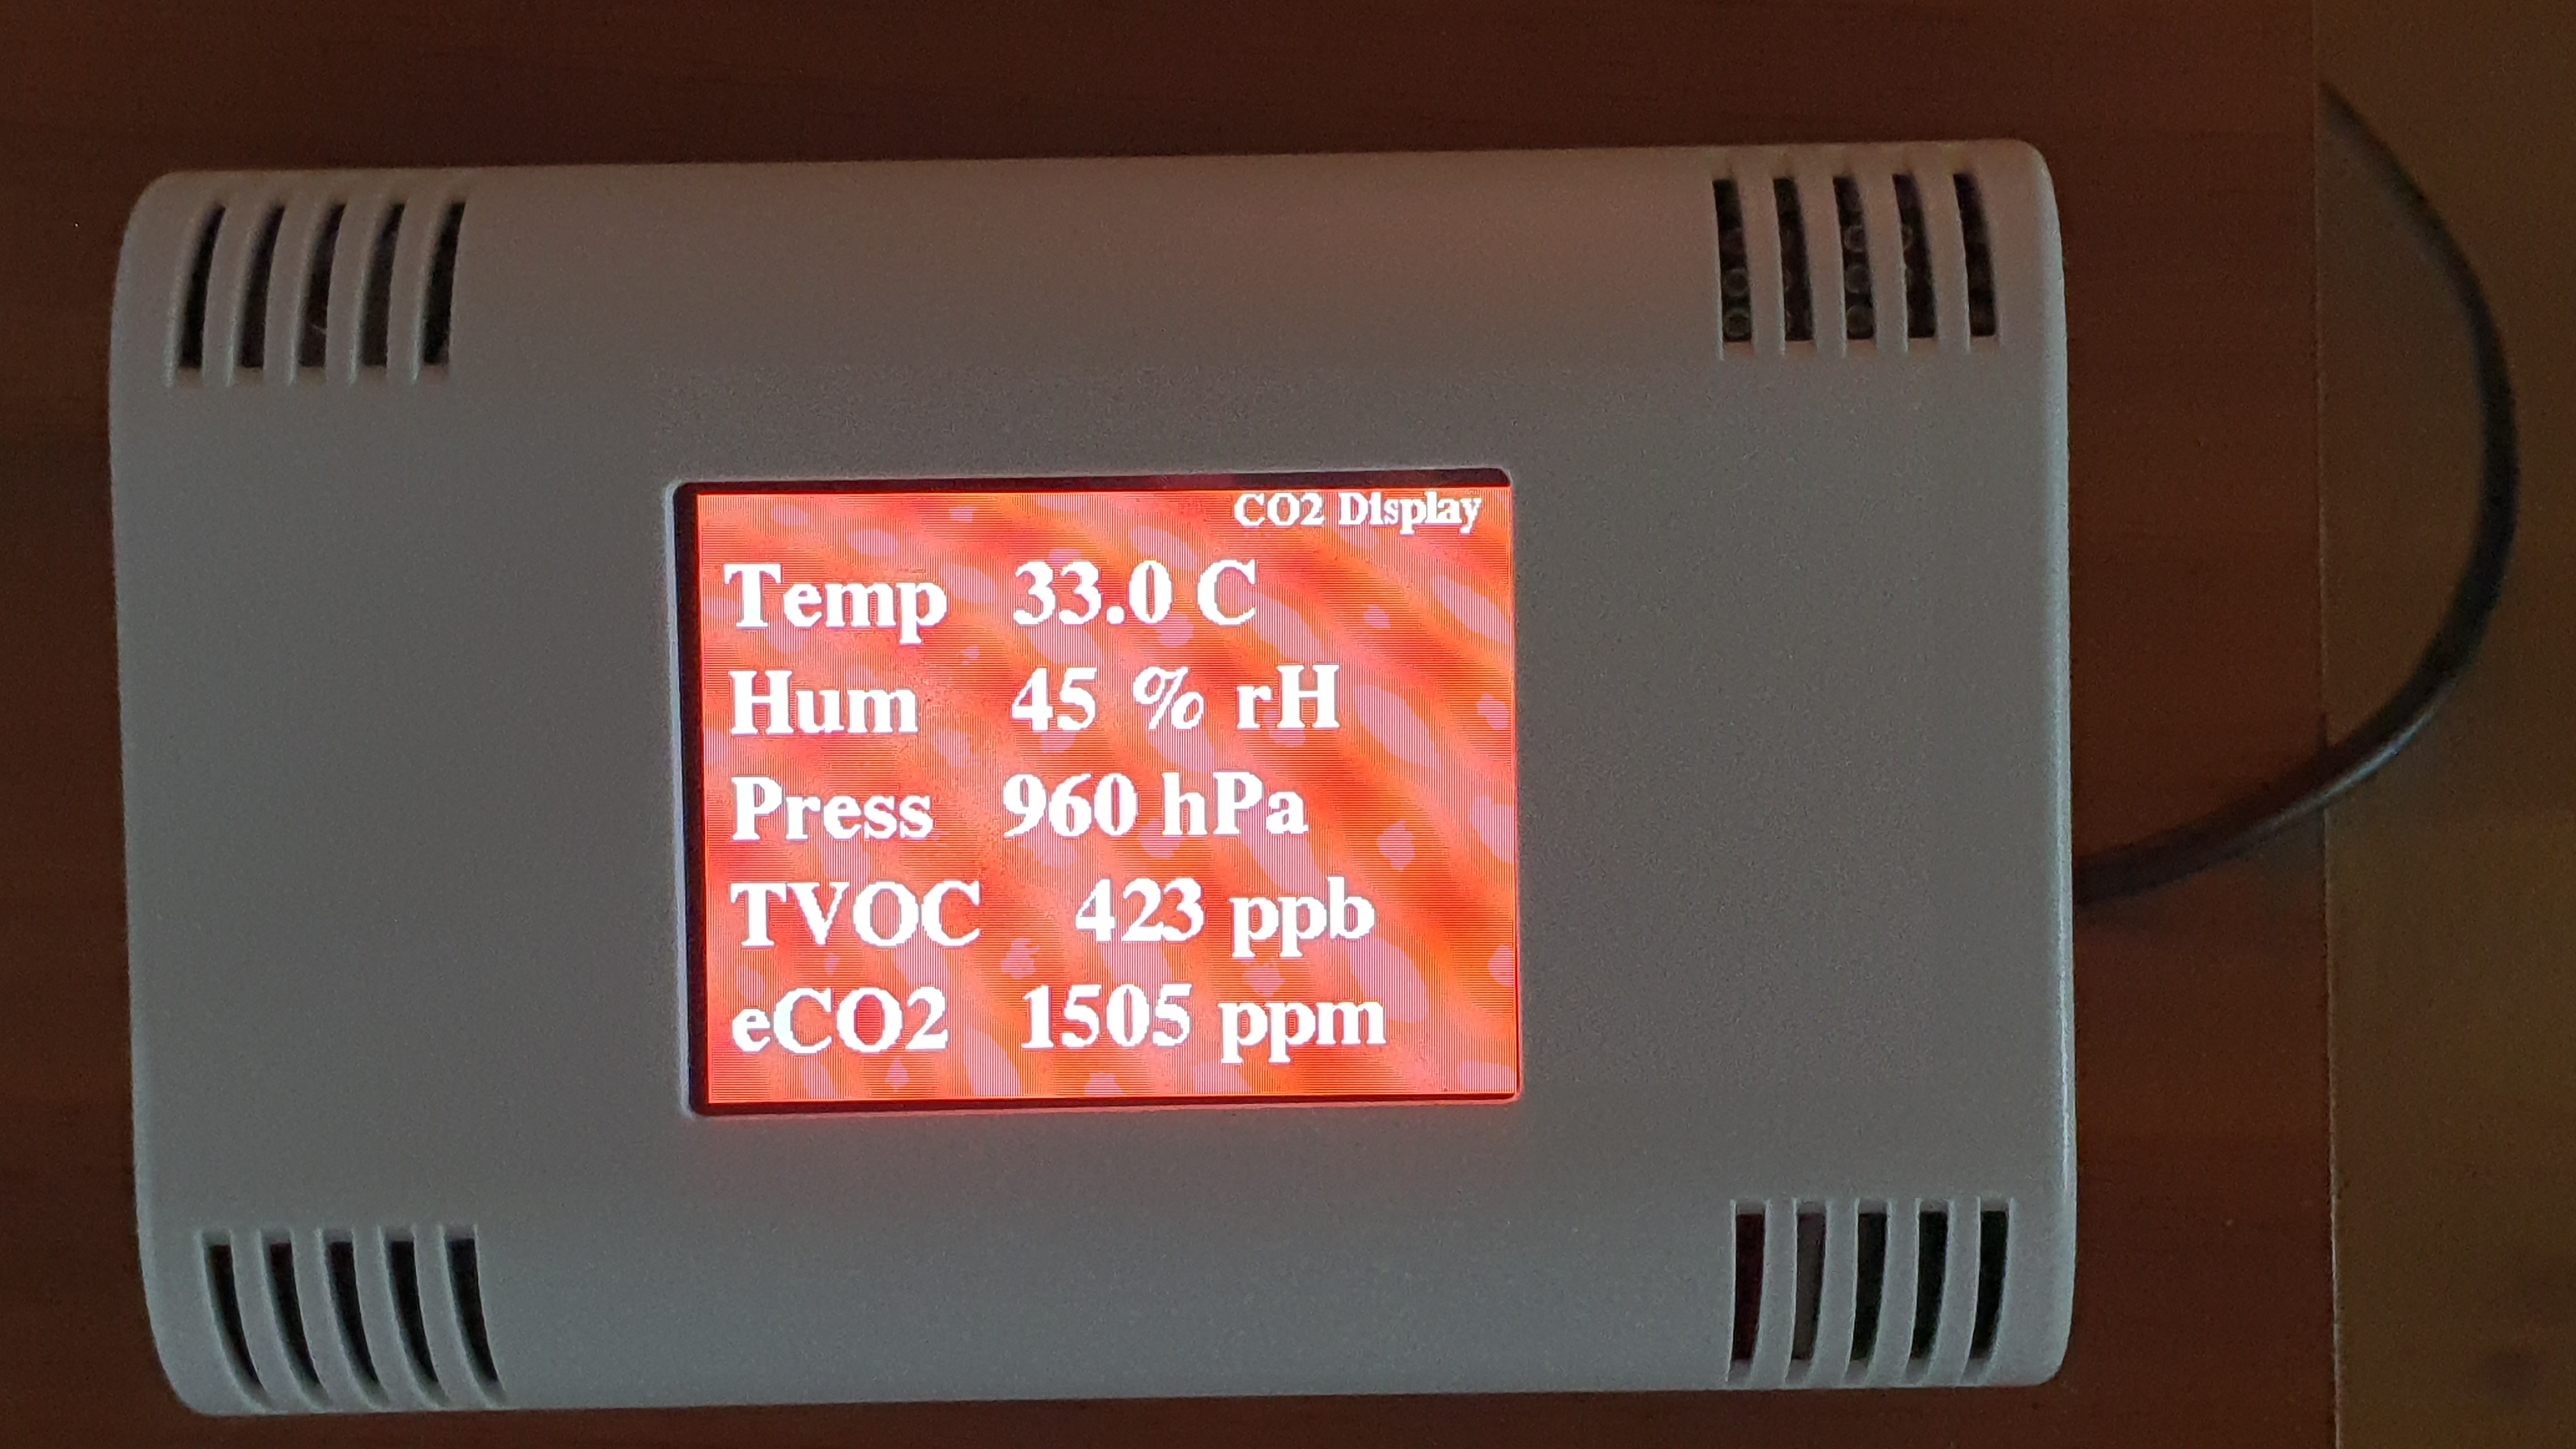 CO2 Display
Temp 33.0 C
Hum 45 % rH
Press 960 hPa
TVOC 423 ppb
eCO2 1505 ppm